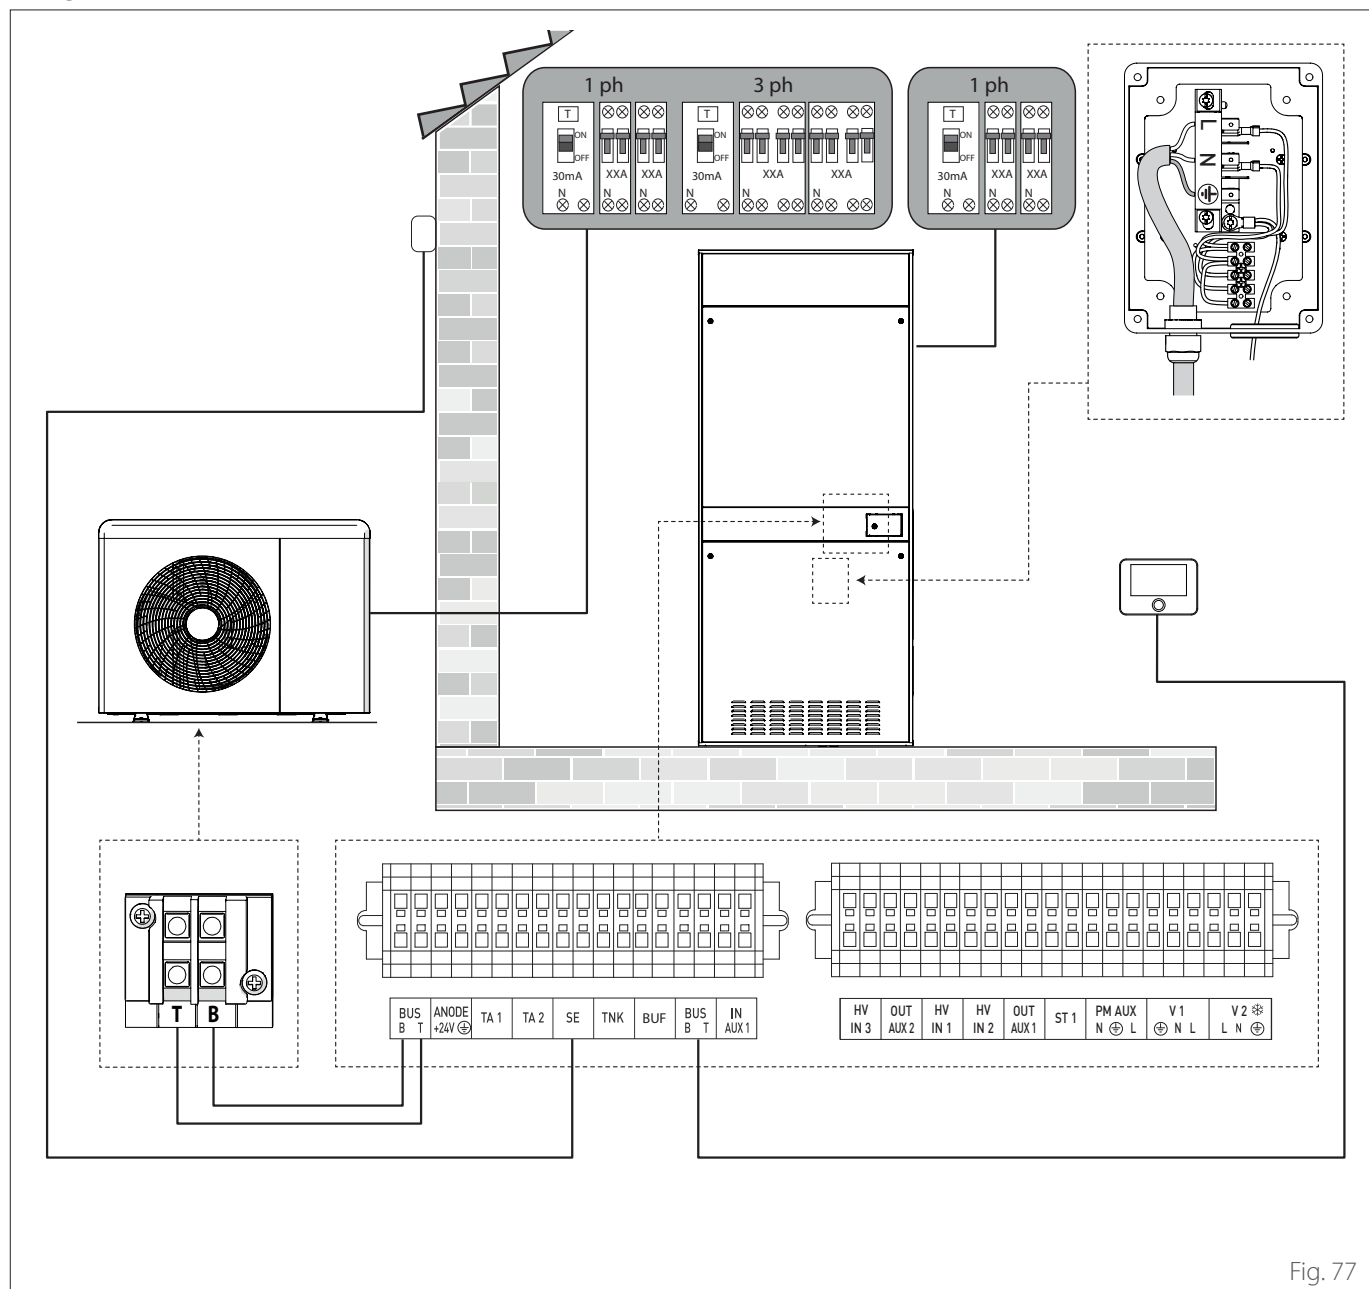 1 ph
3 ph
1 ph
T
ON
OFF
30mA
N
XXA
N
XXA
N
T
ON
OFF
30mA
N
XXA
N
XXA
N
T
ON
OFF
30mA
N
XXA
N
XXA
N
L
N
T B
BUS
B T
ANODE
+24V
TA 1
TA 2
SE
TNK
BUF
BUS
B T
IN
AUX 1
HV
IN 3
OUT
AUX 2
HV
IN 1
HV
IN 2
OUT
AUX 1
ST 1
PM AUX
N L
V 1
N L
V 2
L N
Fig. 77